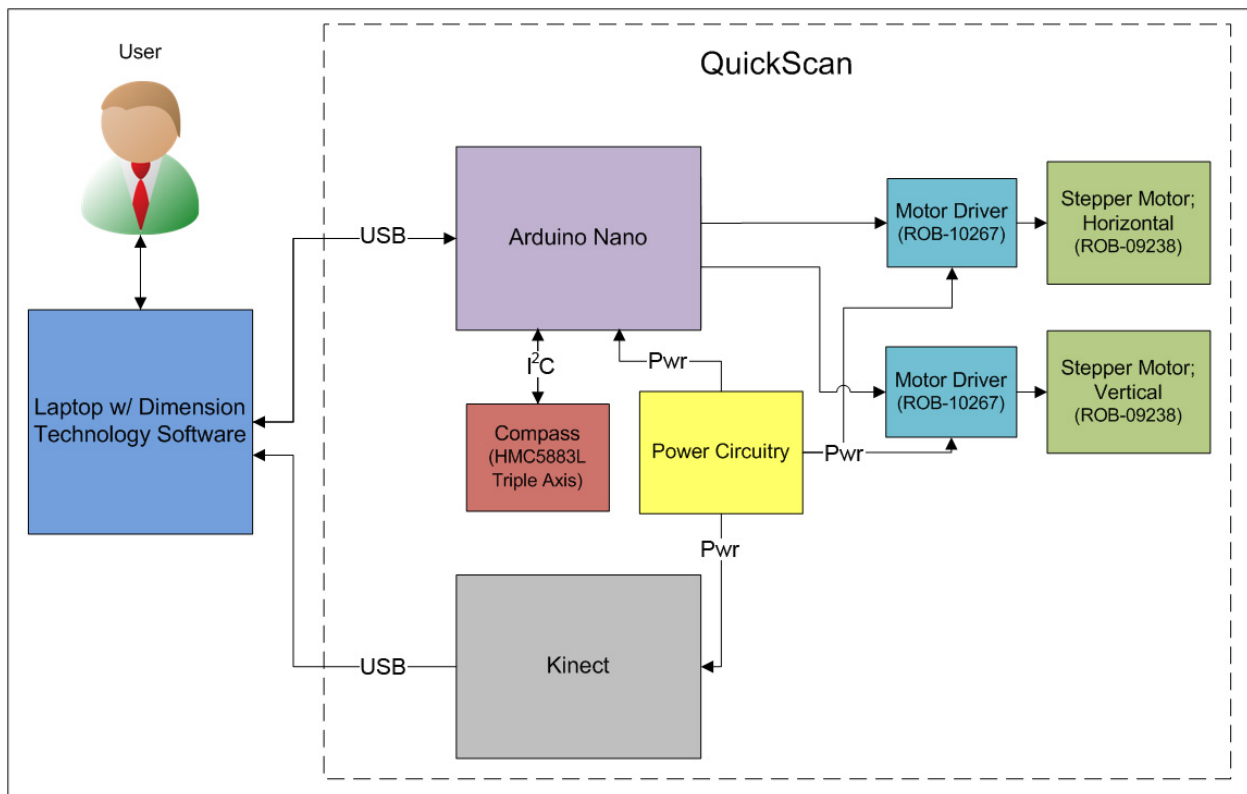 User
QuickScan
USB
Arduino Nano
Motor Driver
(ROB-10267)
Stepper Motor;
Horizontal
(ROB-09238)
I²C
Pwr
Motor Driver
(ROB-10267)
Stepper Motor;
Vertical
(ROB-09238)
Laptop w/ Dimension
Technology Software
Compass
(HMC5883L
Triple Axis)
Power Circuitry
Pwr
Pwr
USB
Kinect